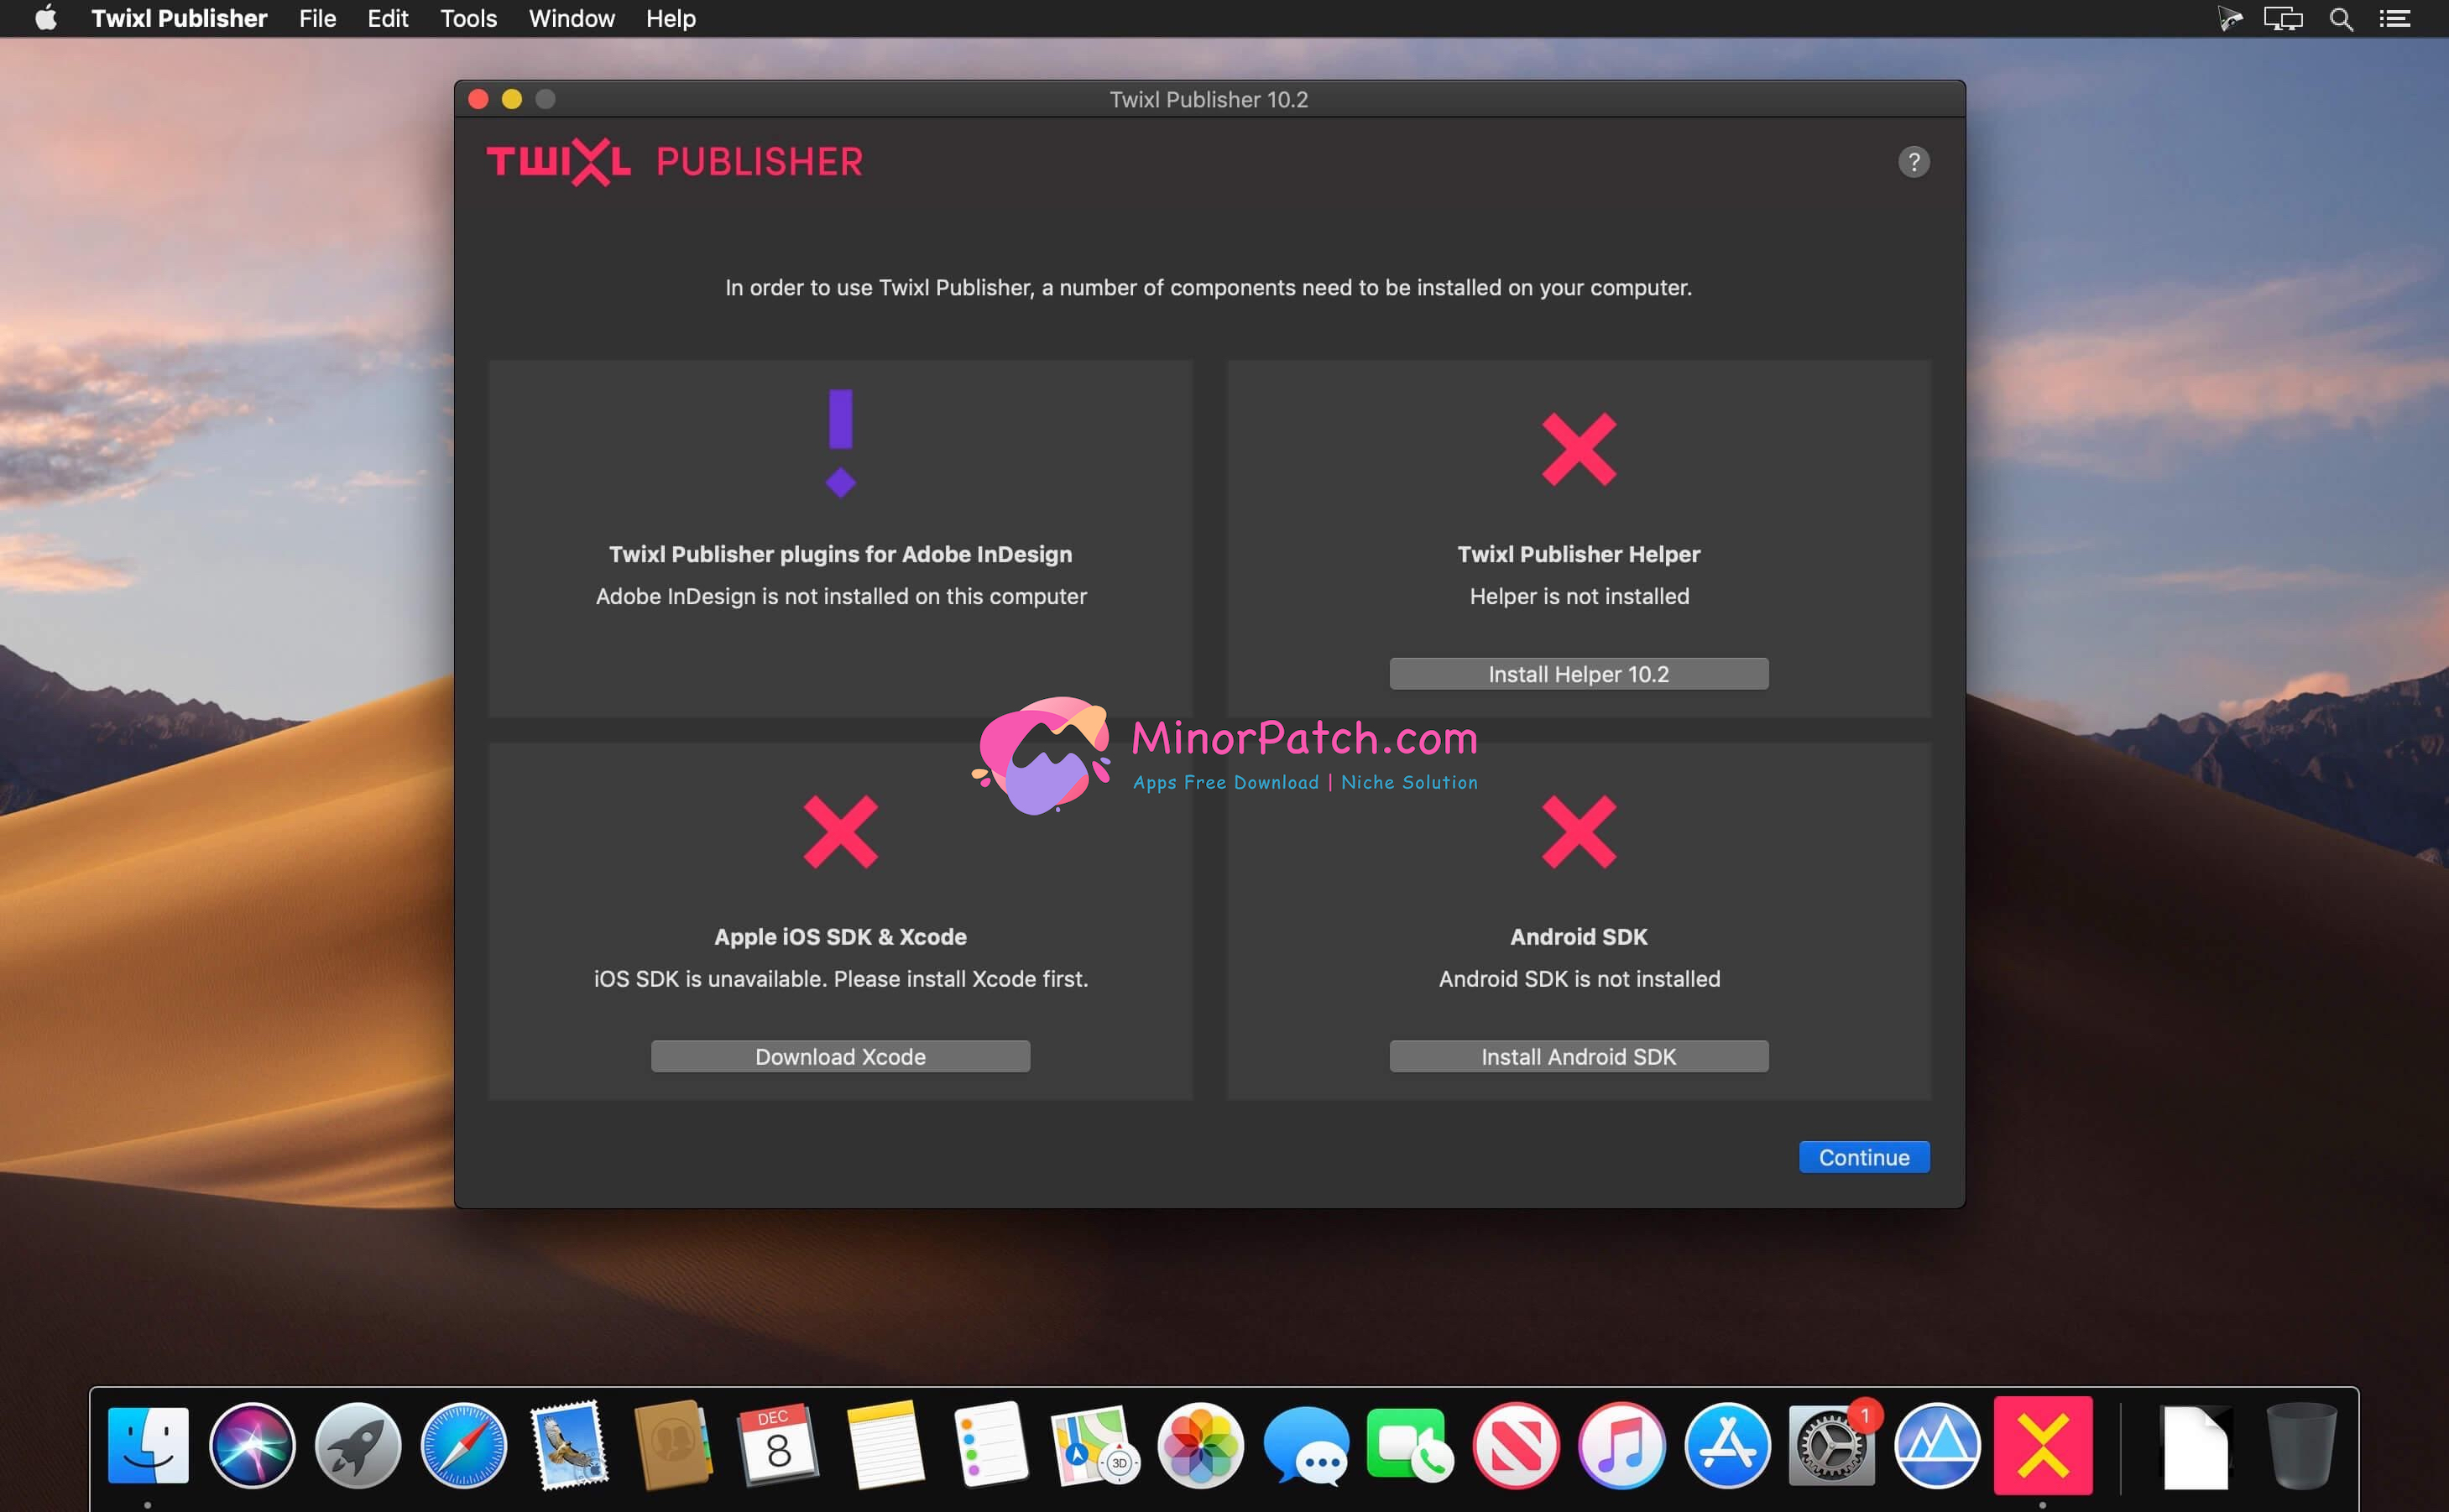 Twixl Publisher File Edit Tools Window Help
Twixl Publisher 10.2
TWIXL PUBLISHER
?
In order to use Twixl Publisher, a number of components need to be installed on your computer.
Twixl Publisher plugins for Adobe InDesign
Adobe InDesign is not installed on this computer
Twixl Publisher Helper
Helper is not installed
Install Helper 10.2
MinorPatch.com
Apps Free Download | Niche Solution
Apple iOS SDK & Xcode
iOS SDK is unavailable. Please install Xcode first.
Download Xcode
Android SDK
Android SDK is not installed
Install Android SDK
Continue
DEC
8
3D
1